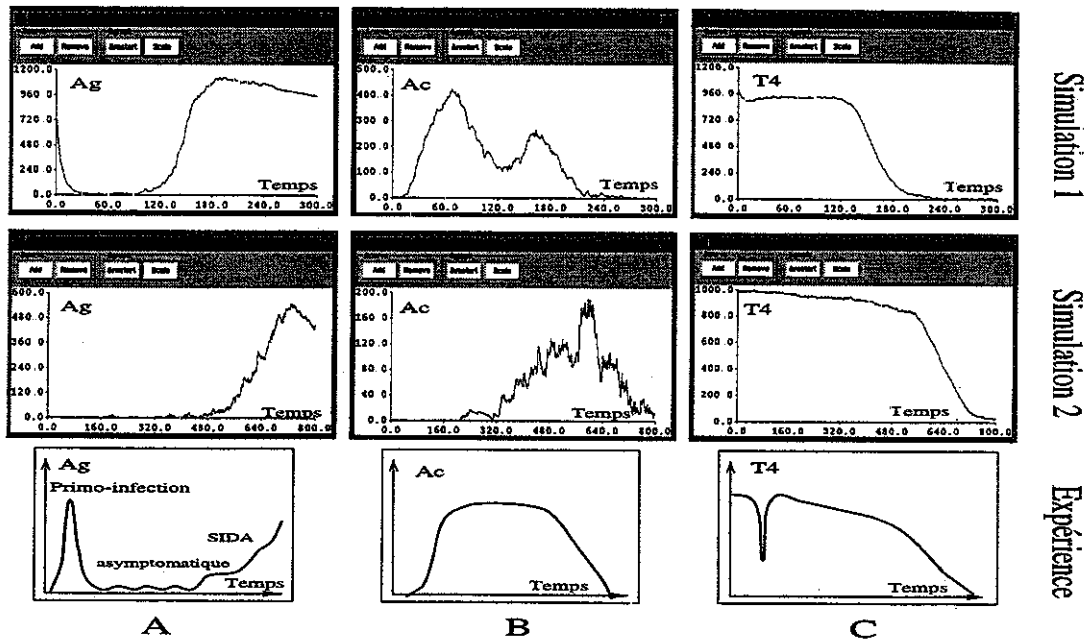 Add Remove Scale
Add Remove Scale
Add Remove Scale
1200.0
960.0
720.0
480.0
240.0
0.0
Ag
Temps
0.0 60.0 120.0 180.0 240.0 300.0
500.0
400.0
300.0
200.0
100.0
0.0
Ac
Temps
0.0 60.0 120.0 180.0 240.0 300.0
1200.0
960.0
720.0
480.0
240.0
0.0
T4
Temps
0.0 60.0 120.0 180.0 240.0 300.0
Simulation 1
Add Remove Scale
Add Remove Scale
Add Remove Scale
600.0
480.0
360.0
240.0
120.0
0.0
Ag
Temps
0.0 160.0 320.0 480.0 640.0 800.0
200.0
160.0
120.0
80.0
40.0
0.0
Ac
Temps
0.0 160.0 320.0 480.0 640.0 800.0
1000.0
800.0
600.0
400.0
200.0
0.0
T4
Temps
0.0 160.0 320.0 480.0 640.0 800.0
Simulation 2
Ag
Primo-infection
SIDA
asymptomatique
Temps
Ac
Temps
T4
Temps
Expérience
A
B
C